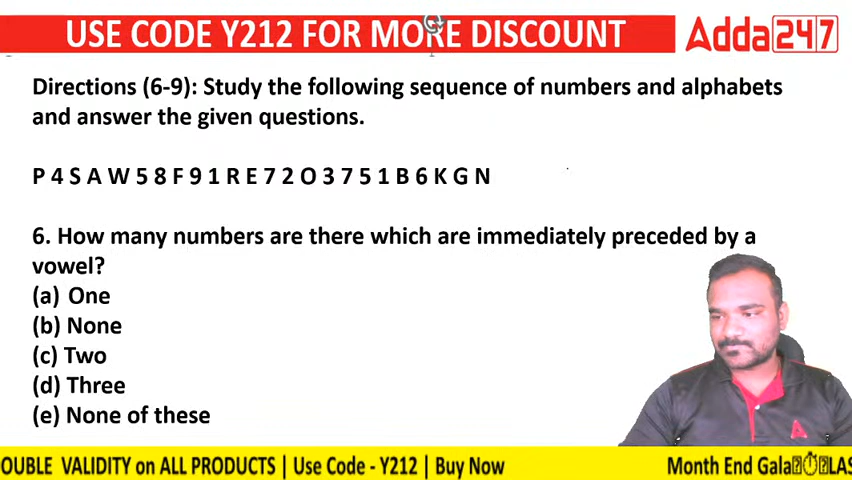 USE CODE Y212 FOR MORE DISCOUNT
Adda247
Directions (6-9): Study the following sequence of numbers and alphabets
and answer the given questions.
P 4 S A W 5 8 F 9 1 R E 7 2 O 3 7 5 1 B 6 K G N
6. How many numbers are there which are immediately preceded by a
vowel?
(a) One
(b) None
(c) Two
(d) Three
(e) None of these
OUBLE VALIDITY on ALL PRODUCTS | Use Code - Y212 | Buy Now
Month End Gala